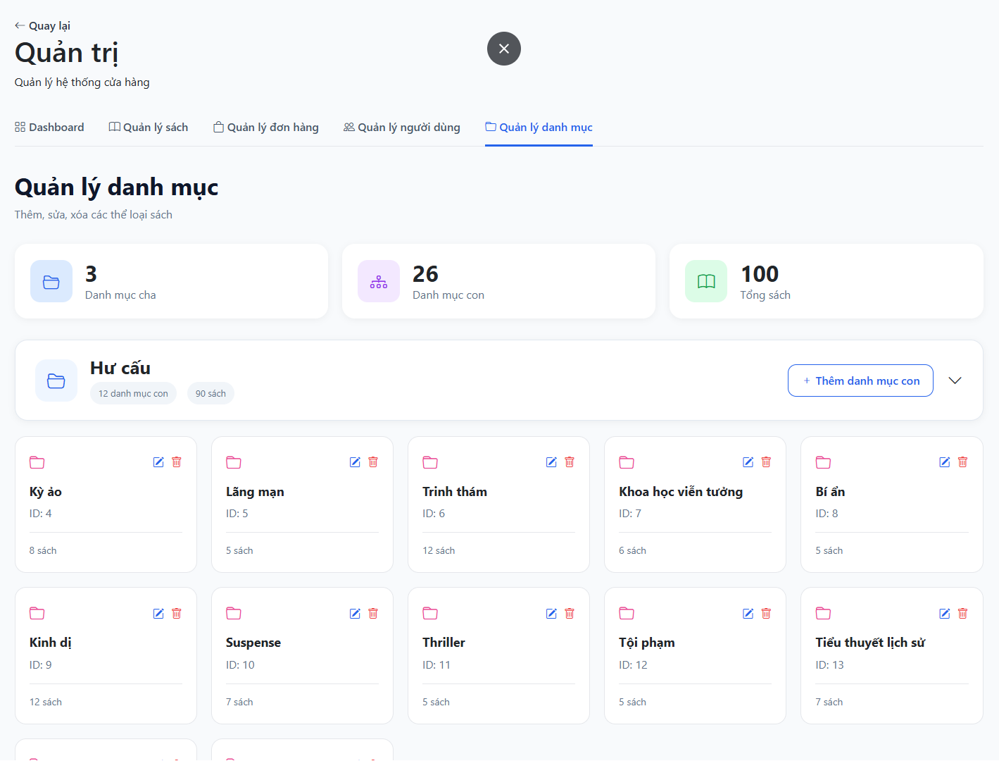 ← Quay lại
Quản trị
Quản lý hệ thống cửa hàng
Dashboard Quản lý sách Quản lý đơn hàng Quản lý người dùng Quản lý danh mục
Quản lý danh mục
Thêm, sửa, xóa các thể loại sách
3
Danh mục cha
26
Danh mục con
100
Tổng sách
Hư cấu
12 danh mục con 90 sách
+ Thêm danh mục con
Kỳ ảo
ID: 4
8 sách
Lãng mạn
ID: 5
5 sách
Trinh thám
ID: 6
12 sách
Khoa học viễn tưởng
ID: 7
6 sách
Bí ẩn
ID: 8
5 sách
Kinh dị
ID: 9
12 sách
Suspense
ID: 10
7 sách
Thriller
ID: 11
5 sách
Tội phạm
ID: 12
5 sách
Tiểu thuyết lịch sử
ID: 13
7 sách